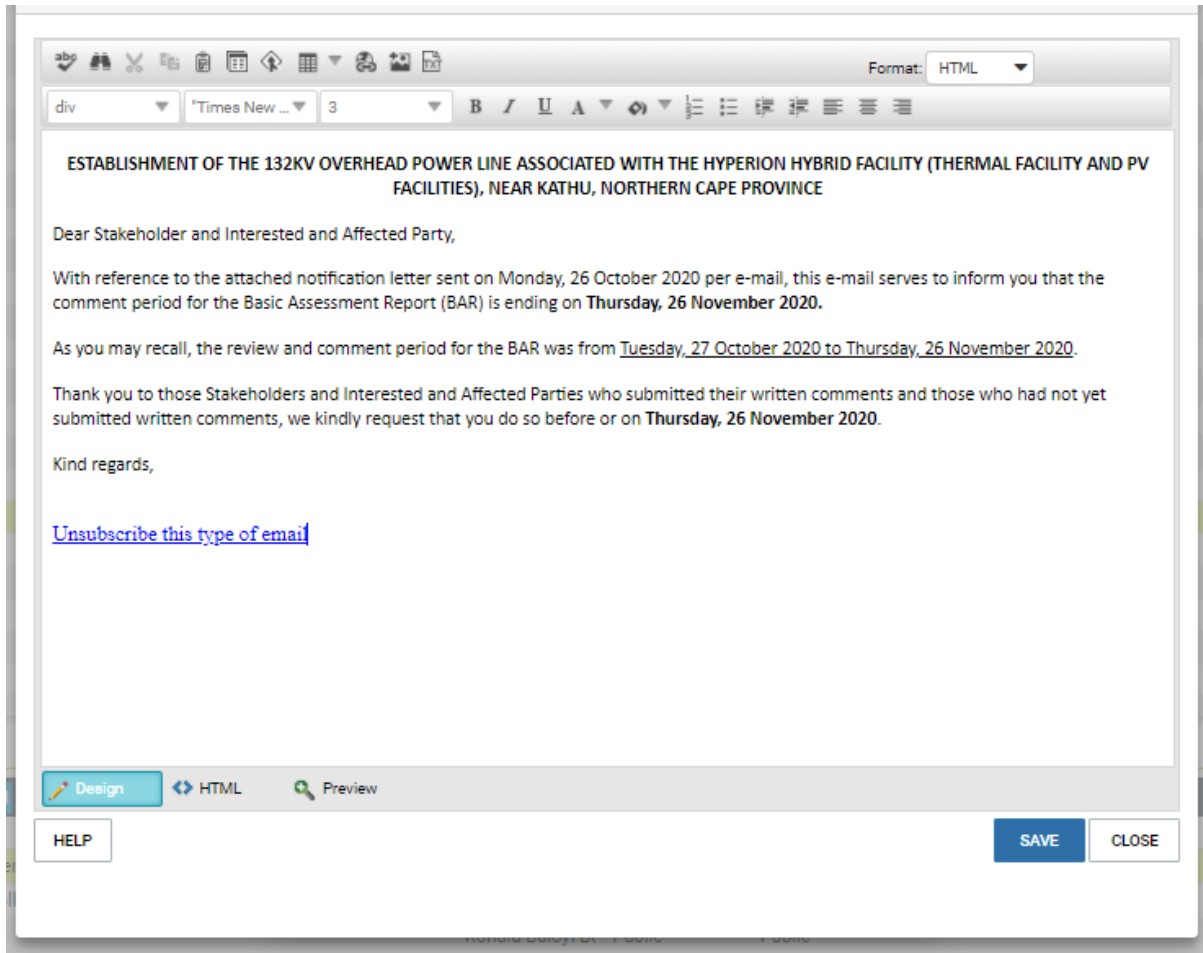 abc
TXT
Format: HTML
div "Times New ... 3 B I U A
ESTABLISHMENT OF THE 132KV OVERHEAD POWER LINE ASSOCIATED WITH THE HYPERION HYBRID FACILITY (THERMAL FACILITY AND PV
FACILITIES), NEAR KATHU, NORTHERN CAPE PROVINCE
Dear Stakeholder and Interested and Affected Party,
With reference to the attached notification letter sent on Monday, 26 October 2020 per e-mail, this e-mail serves to inform you that the
comment period for the Basic Assessment Report (BAR) is ending on Thursday, 26 November 2020.
As you may recall, the review and comment period for the BAR was from Tuesday, 27 October 2020 to Thursday, 26 November 2020.
Thank you to those Stakeholders and Interested and Affected Parties who submitted their written comments and those who had not yet
submitted written comments, we kindly request that you do so before or on Thursday, 26 November 2020.
Kind regards,
Unsubscribe this type of email
Design HTML Preview
HELP SAVE CLOSE